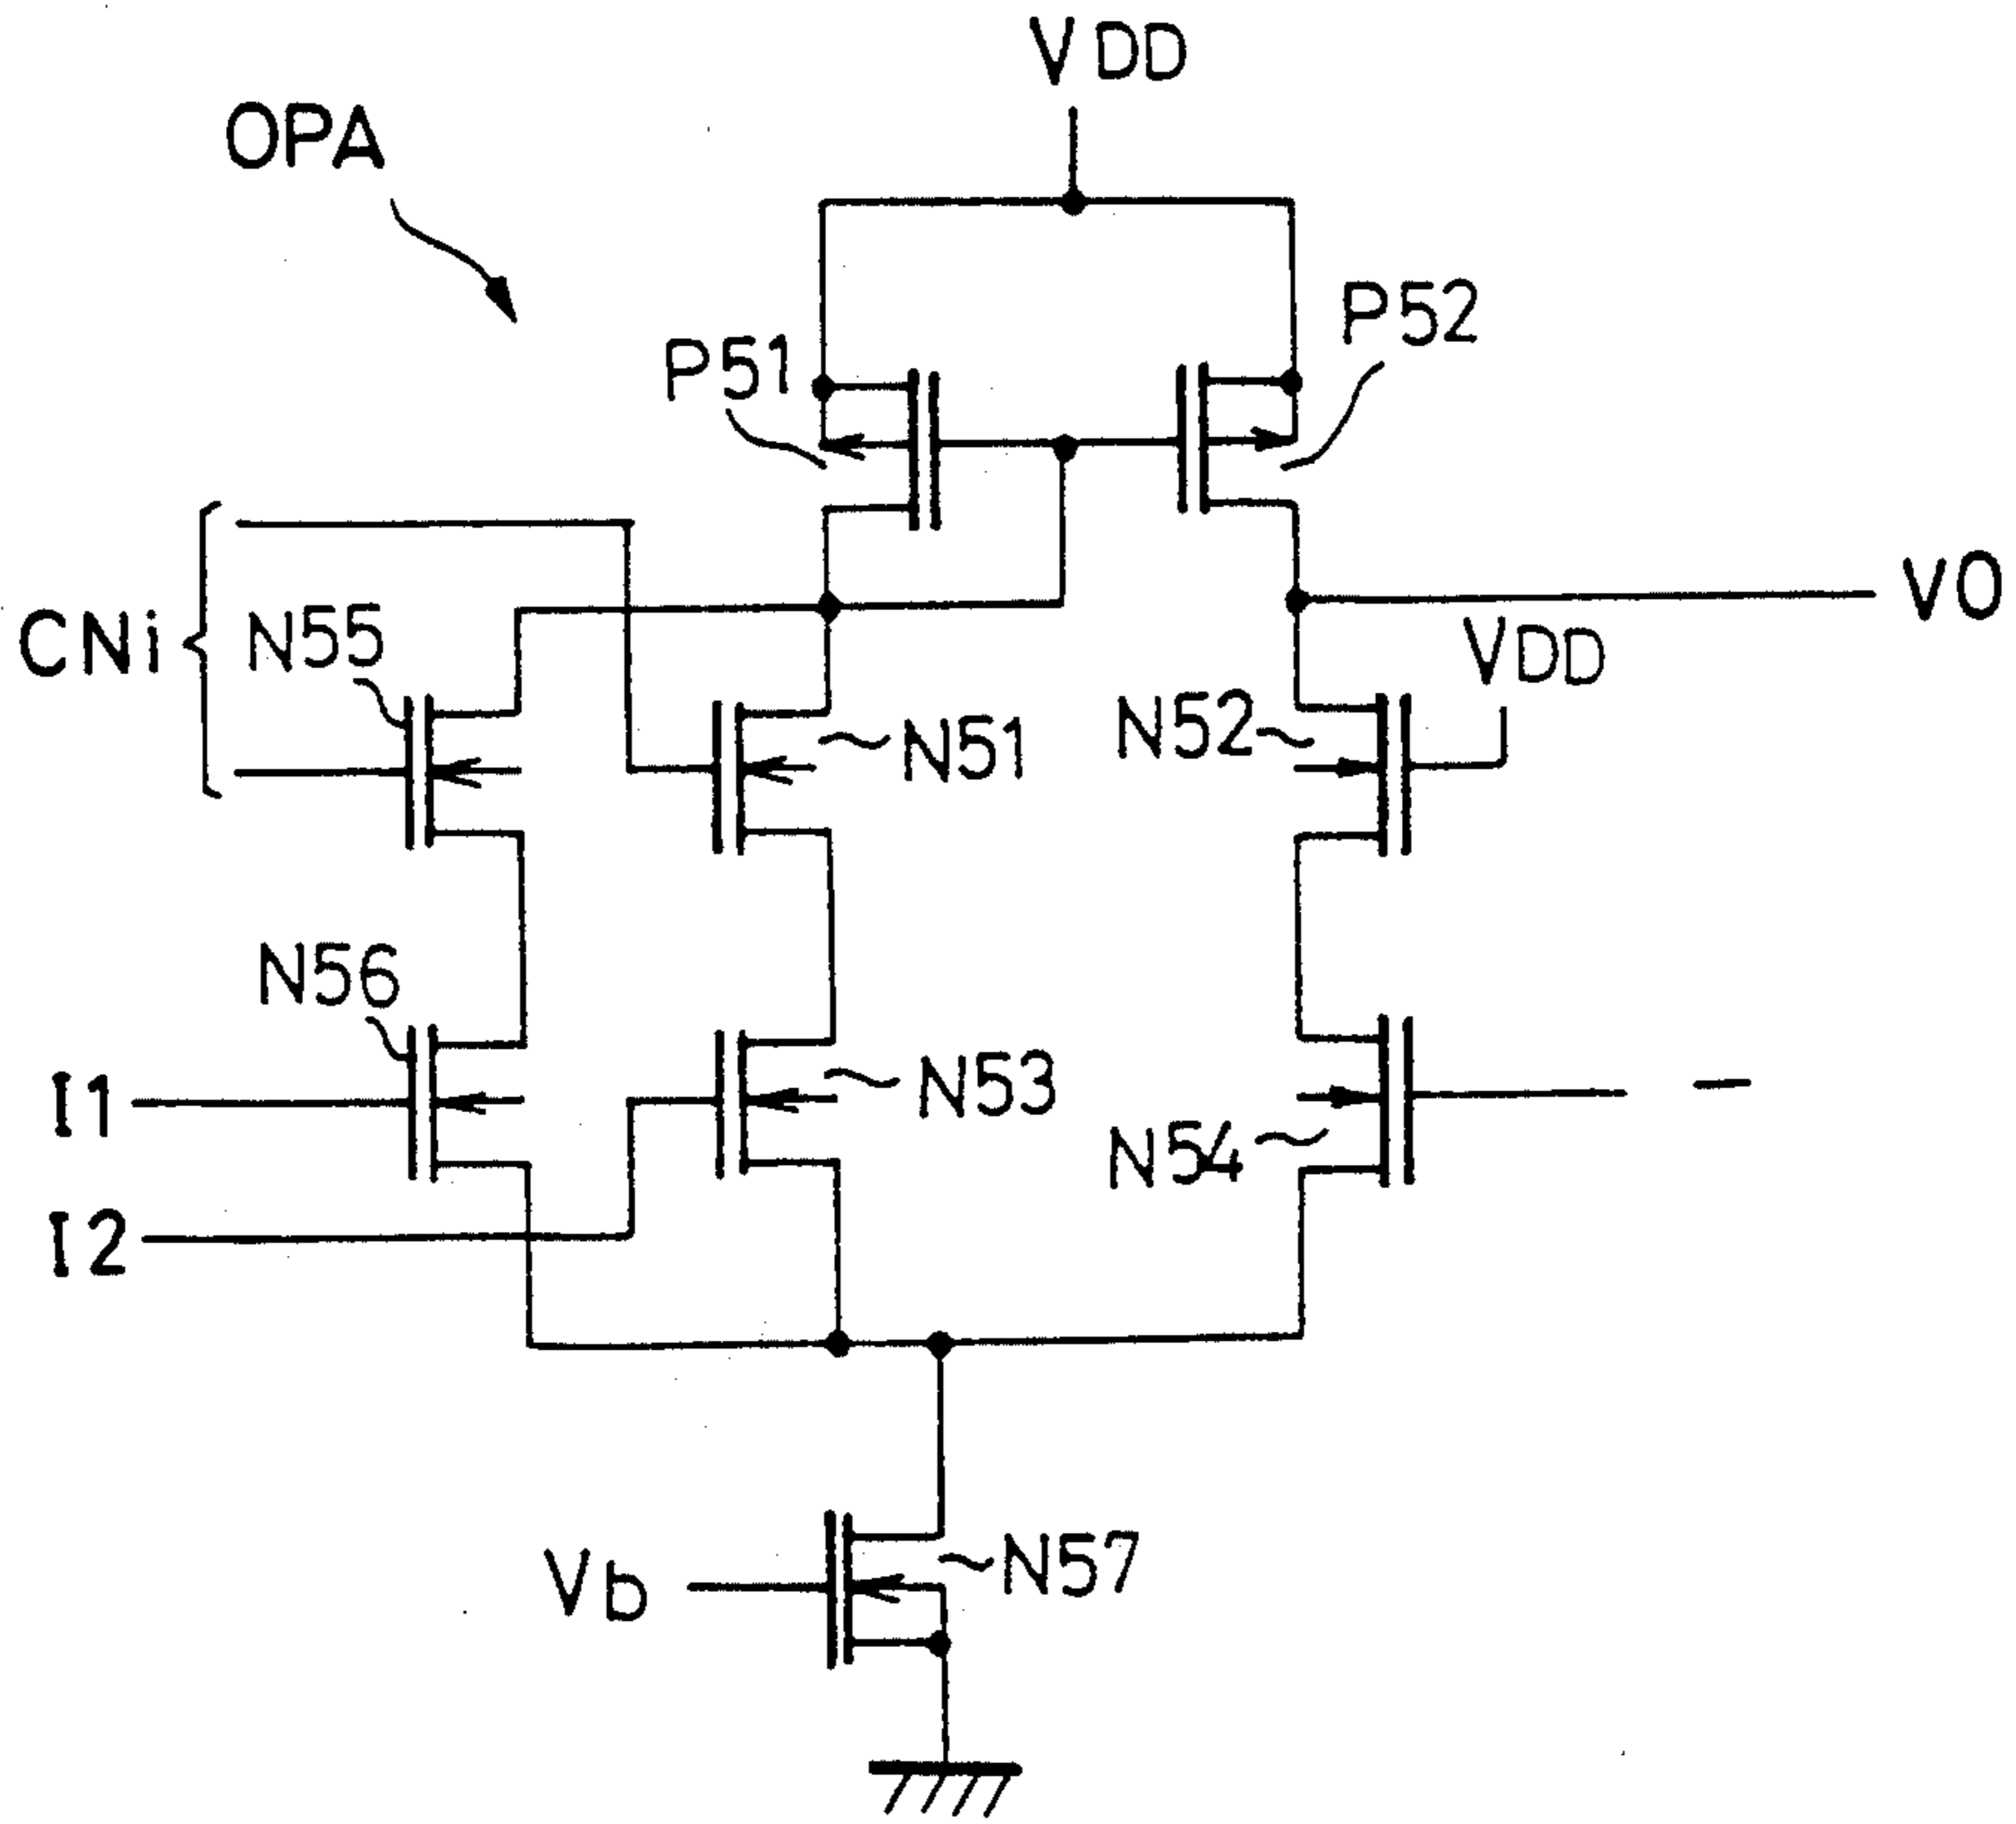 VDD
OPA
P52
P51
VO
CNi
N55
VDD
N52
N51
N56
N53
I1
−
N54
I2
N57
Vb